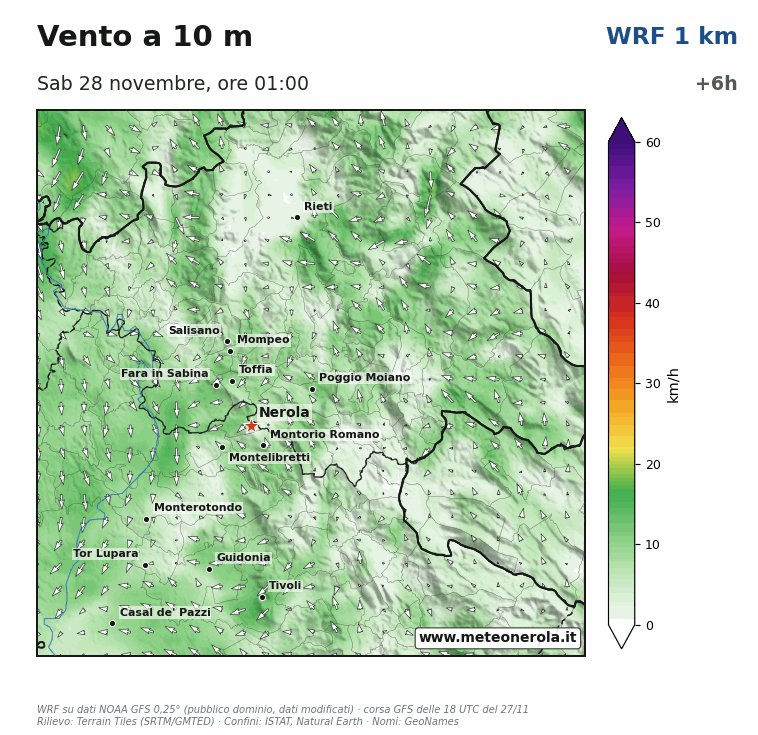 Vento a 10 m
WRF 1 km
Sab 28 novembre, ore 01:00
+6h
Rieti
Salisano
Mompeo
Fara in Sabina
Toffia
Poggio Moiano
Nerola
Montorio Romano
Montelibretti
Monterotondo
Tor Lupara
Guidonia
Tivoli
Casal de' Pazzi
www.meteonerola.it
60
50
40
30
20
10
0
km/h
WRF su dati NOAA GFS 0,25° (pubblico dominio, dati modificati) · corsa GFS delle 18 UTC del 27/11
Rilievo: Terrain Tiles (SRTM/GMTED) · Confini: ISTAT, Natural Earth · Nomi: GeoNames